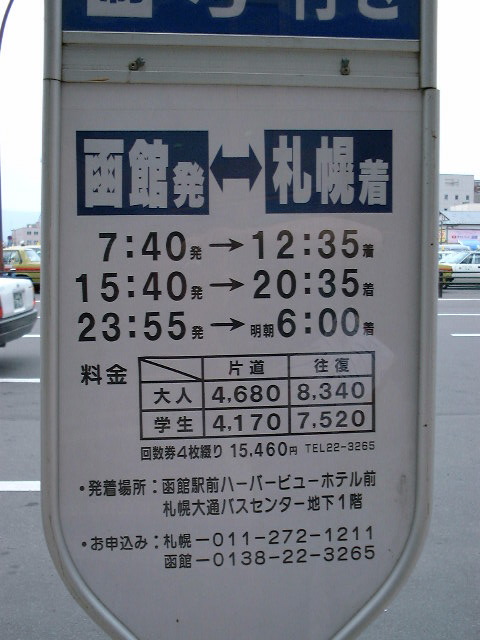 函館発↔札幌着
7:40発→12:35着
15:40発→20:35着
23:55発→明朝6:00着
料金 片道 往復
大人 4,680 8,340
学生 4,170 7,520
回数券4枚綴り 15,460円 TEL22-3265
・発着場所：函館駅前ハーバービューホテル前
札幌大通バスセンター地下1階
・お申込み：札幌－011-272-1211
函館－0138-22-3265